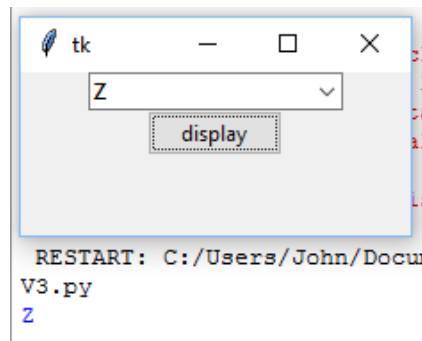 tk
Z
display
RESTART: C:/Users/John/Docu
V3.py
Z